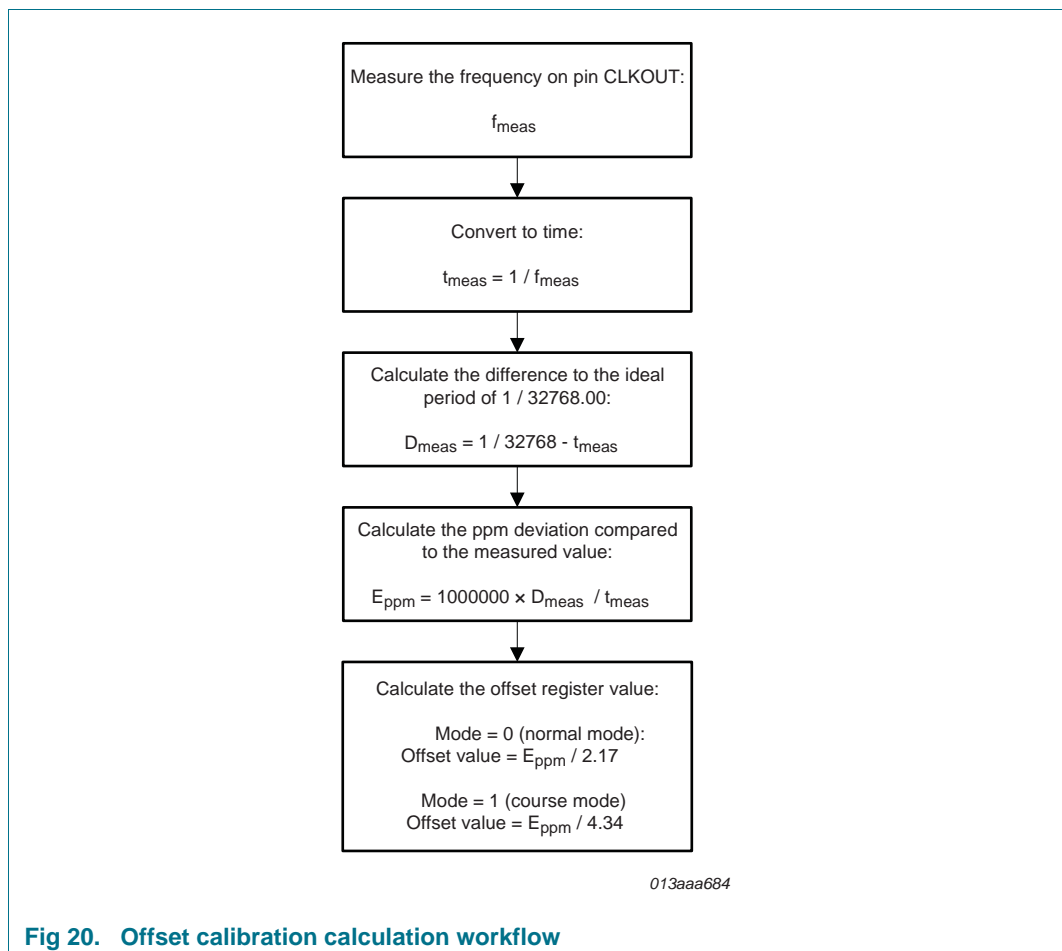 Measure the frequency on pin CLKOUT:
fmeas
Convert to time:
tmeas = 1 / fmeas
Calculate the difference to the ideal
period of 1 / 32768.00:
Dmeas = 1 / 32768 - tmeas
Calculate the ppm deviation compared
to the measured value:
Eppm = 1000000 × Dmeas / tmeas
Calculate the offset register value:
Mode = 0 (normal mode):
Offset value = Eppm / 2.17
Mode = 1 (course mode)
Offset value = Eppm / 4.34
013aaa684
Fig 20. Offset calibration calculation workflow